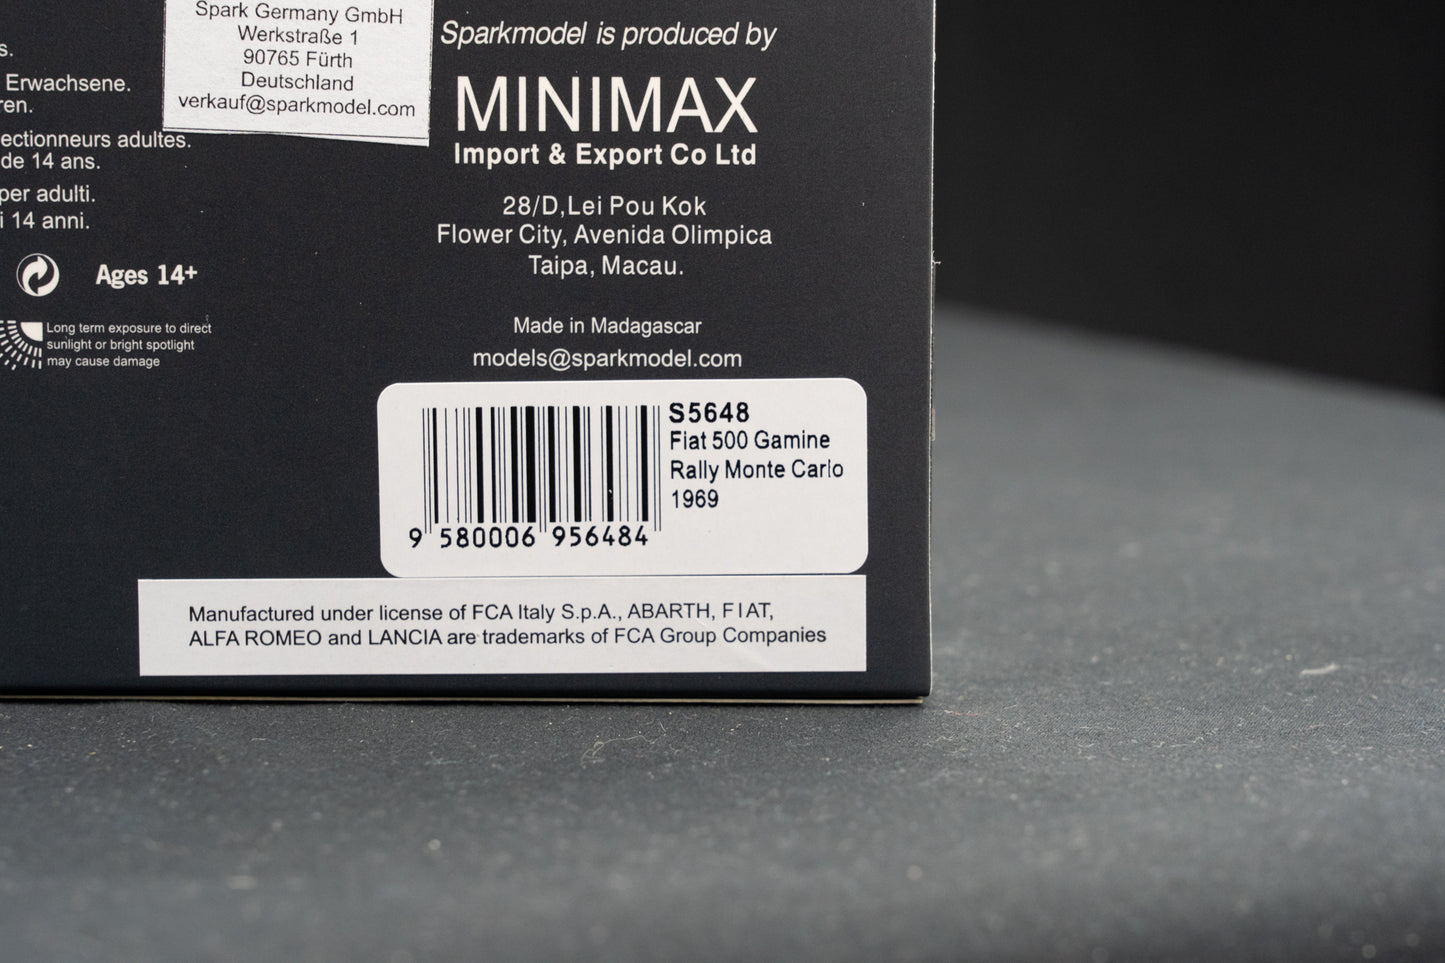 s.
Erwachsene.
ren.
ectionneurs adultes.
de 14 ans.
per adulti.
i 14 anni.
Ages 14+
Long term exposure to direct
sunlight or bright spotlight
may cause damage
Spark Germany GmbH
Werkstraße 1
90765 Fürth
Deutschland
verkauf@sparkmodel.com
Sparkmodel is produced by
MINIMAX
Import & Export Co Ltd
28/D,Lei Pou Kok
Flower City, Avenida Olimpica
Taipa, Macau.
Made in Madagascar
models@sparkmodel.com
S5648
Fiat 500 Gamine
Rally Monte Carlo
1969
9 580006 956484
Manufactured under license of FCA Italy S.p.A., ABARTH, FIAT,
ALFA ROMEO and LANCIA are trademarks of FCA Group Companies